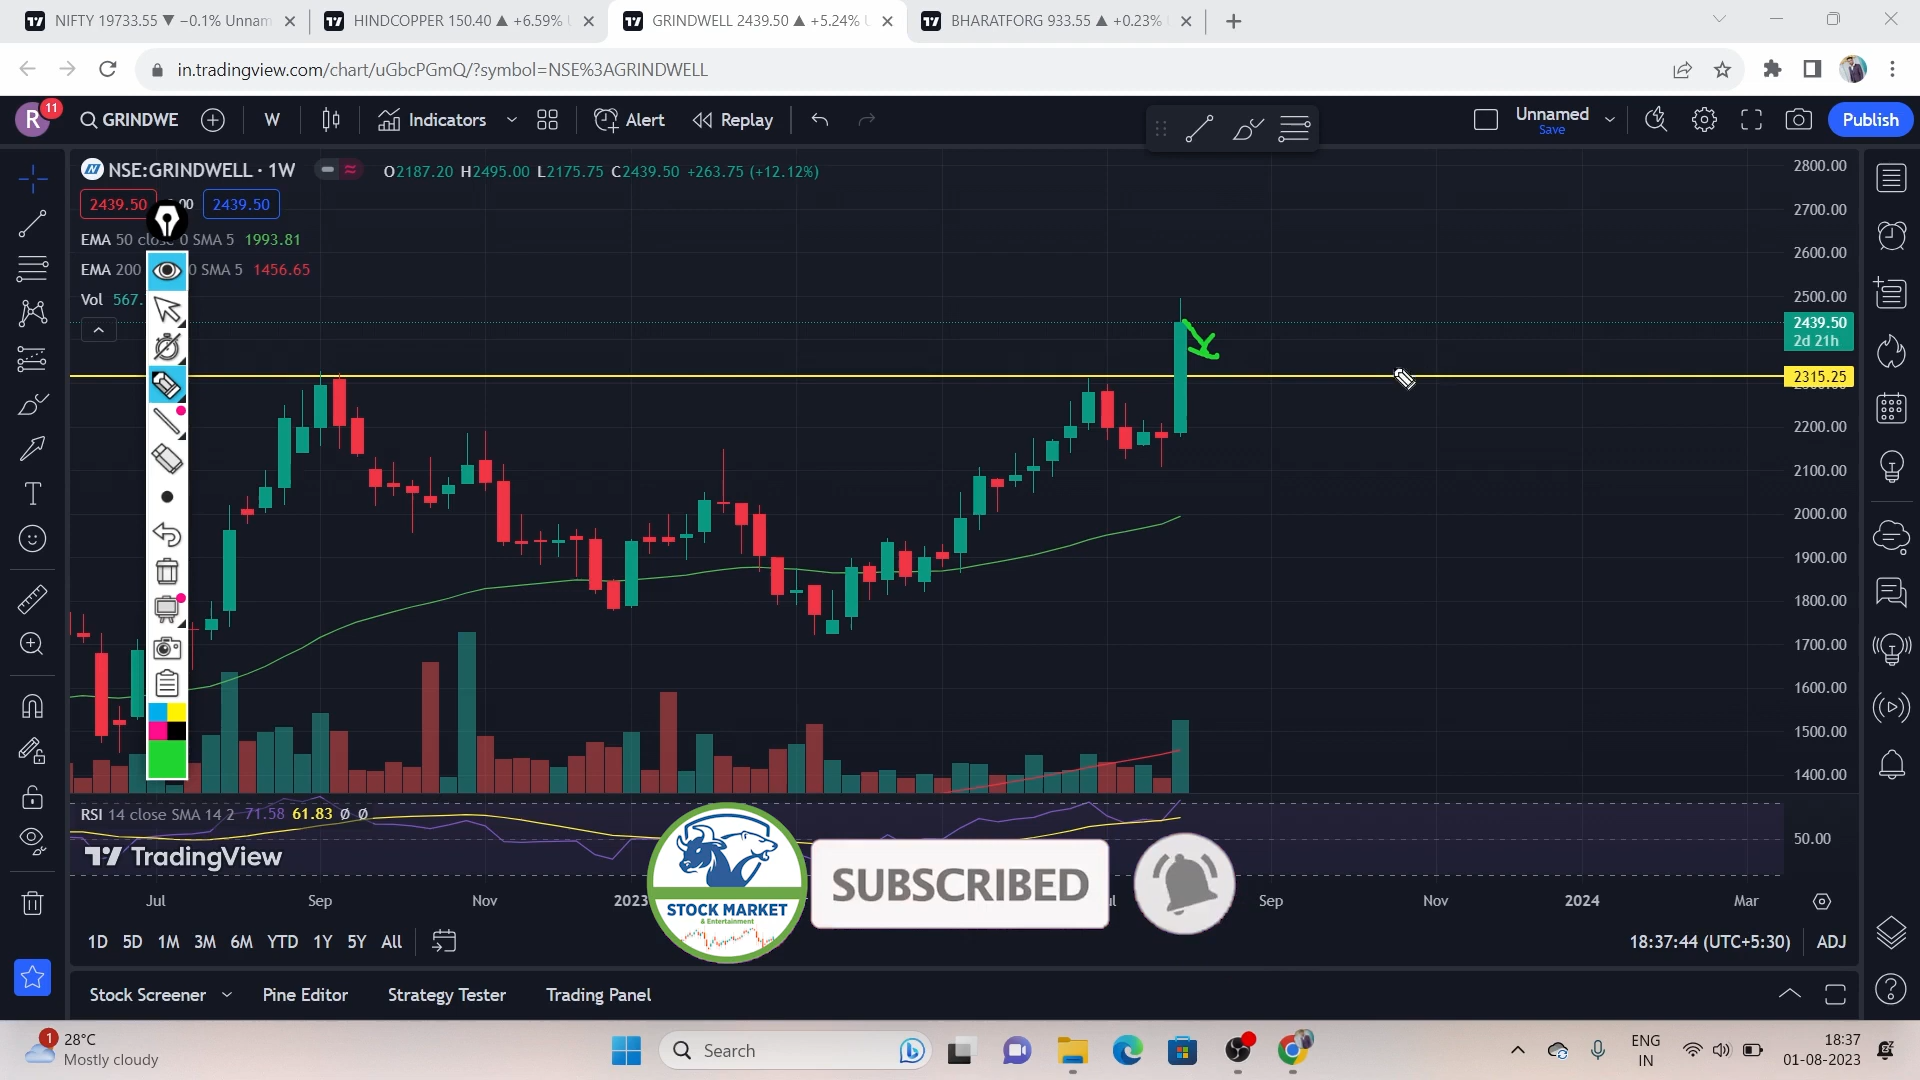 NIFTY 19733.55 ▼ −0.1% Unnam
HINDCOPPER 150.40 ▲ +6.59% U
GRINDWELL 2439.50 ▲ +5.24% U
BHARATFORG 933.55 ▲ +0.23% U
in.tradingview.com/chart/uGbcPGmQ/?symbol=NSE%3AGRINDWELL
R 11 GRINDWE W Indicators Alert Replay Unnamed Save Publish
NSE:GRINDWELL · 1W O2187.20 H2495.00 L2175.75 C2439.50 +263.75 (+12.12%)
2439.50 2439.50
EMA 50 0 SMA 5 1993.81
EMA 200 0 SMA 5 1456.65
Vol 567.
2800.00
2700.00
2600.00
2500.00
2439.50
2d 21h
2315.25
2200.00
2100.00
2000.00
1900.00
1800.00
1700.00
1600.00
1500.00
1400.00
RSI 14 close SMA 14 2 71.58 61.83 Ø Ø
50.00
TradingView
STOCK MARKET
& Entertainment
SUBSCRIBED
Jul Sep Nov 2023 Sep Nov 2024 Mar
1D 5D 1M 3M 6M YTD 1Y 5Y All
18:37:44 (UTC+5:30) ADJ
Stock Screener Pine Editor Strategy Tester Trading Panel
1 28°C
Mostly cloudy
Search
ENG
IN
18:37
01-08-2023